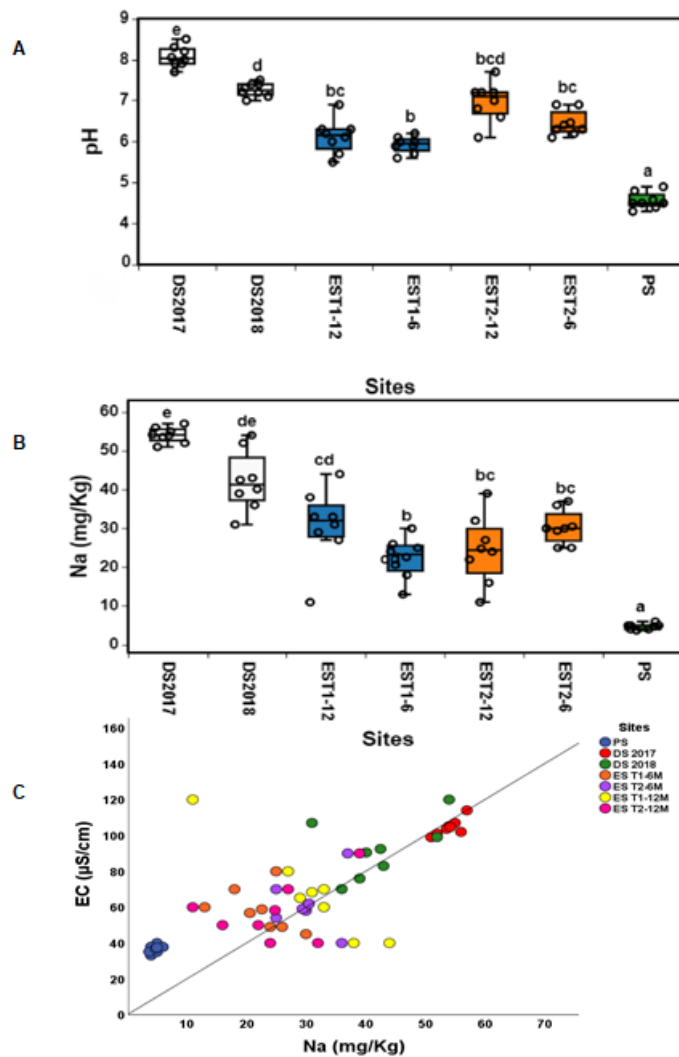 A
pH
9
8
7
6
5
4
0
e
d
bc
b
bcd
bc
a
DS2017
DS2018
EST1-12
EST1-6
EST2-12
EST2-6
PS
Sites
B
Na (mg/Kg)
60
50
40
30
20
10
0
e
de
cd
b
bc
bc
a
DS2017
DS2018
EST1-12
EST1-6
EST2-12
EST2-6
PS
Sites
C
EC (µS/cm)
160
140
120
100
80
60
40
20
0
10 20 30 40 50 60 70
Na (mg/Kg)
Sites
PS
DS 2017
DS 2018
ES T1-6M
ES T2-6M
ES T1-12M
ES T2-12M